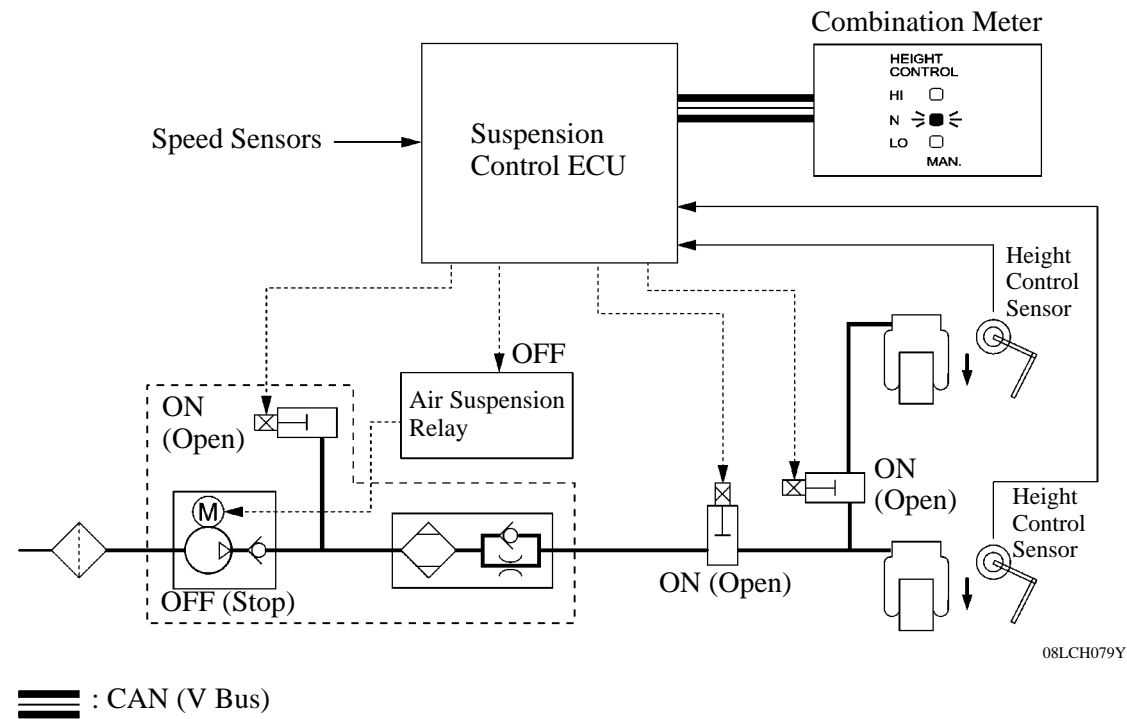 Combination Meter
HEIGHT
CONTROL
HI
N
LO
MAN.
Speed Sensors
Suspension
Control ECU
Height
Control
Sensor
OFF
Air Suspension
Relay
ON
(Open)
M
OFF (Stop)
ON (Open)
ON
(Open)
Height
Control
Sensor
08LCH079Y
: CAN (V Bus)